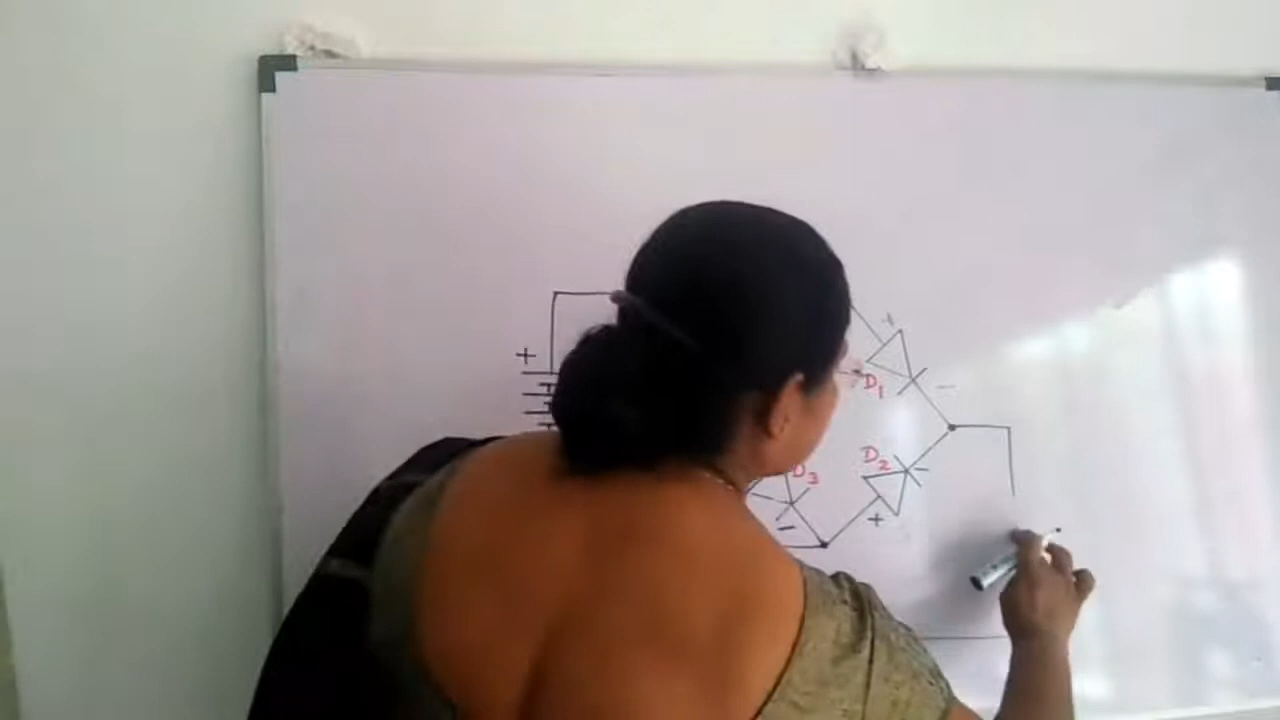 +
+
D1
-
D2
D3
-
+